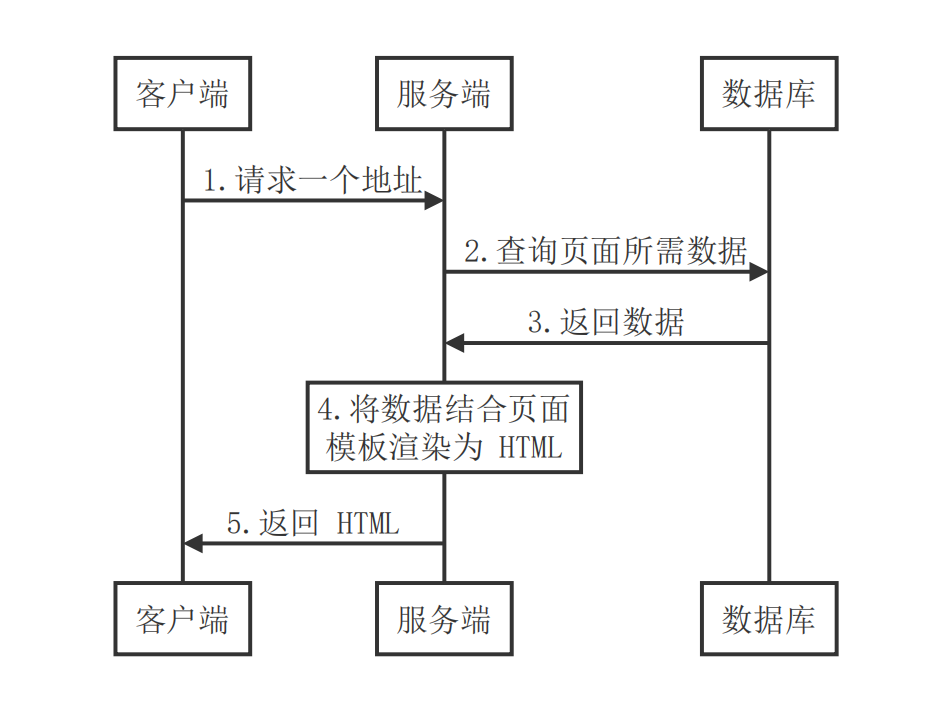 客户端
服务端
数据库
1.请求一个地址
2.查询页面所需数据
3.返回数据
4.将数据结合页面
模板渲染为 HTML
5.返回 HTML
客户端
服务端
数据库